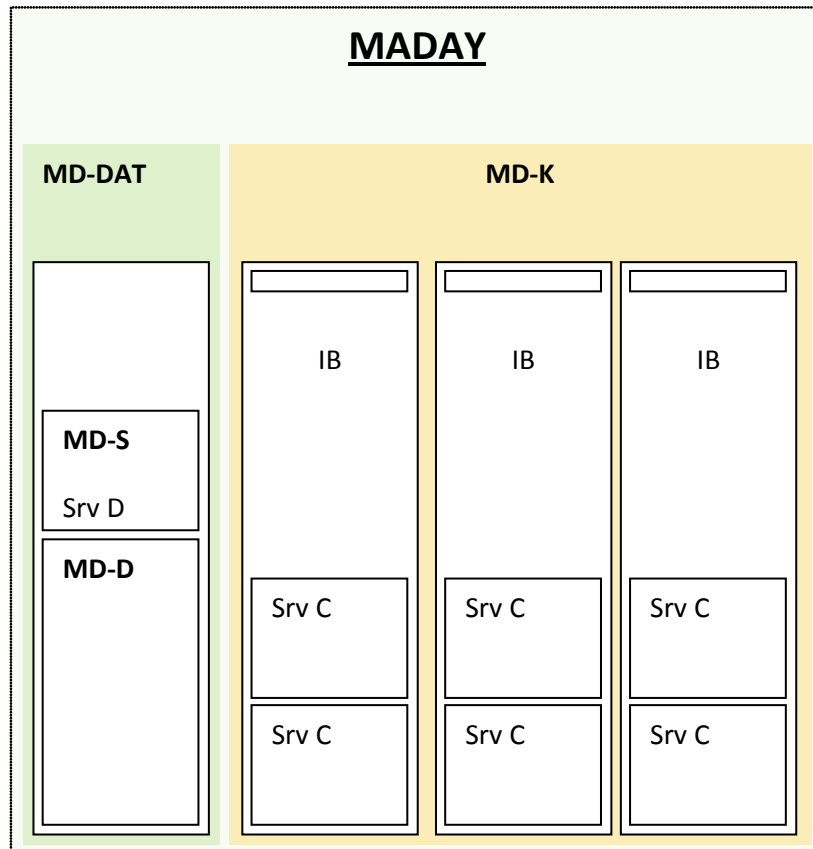 MADAY
MD-DAT
MD-K
MD-S
Srv D
MD-D
IB
IB
IB
Srv C
Srv C
Srv C
Srv C
Srv C
Srv C